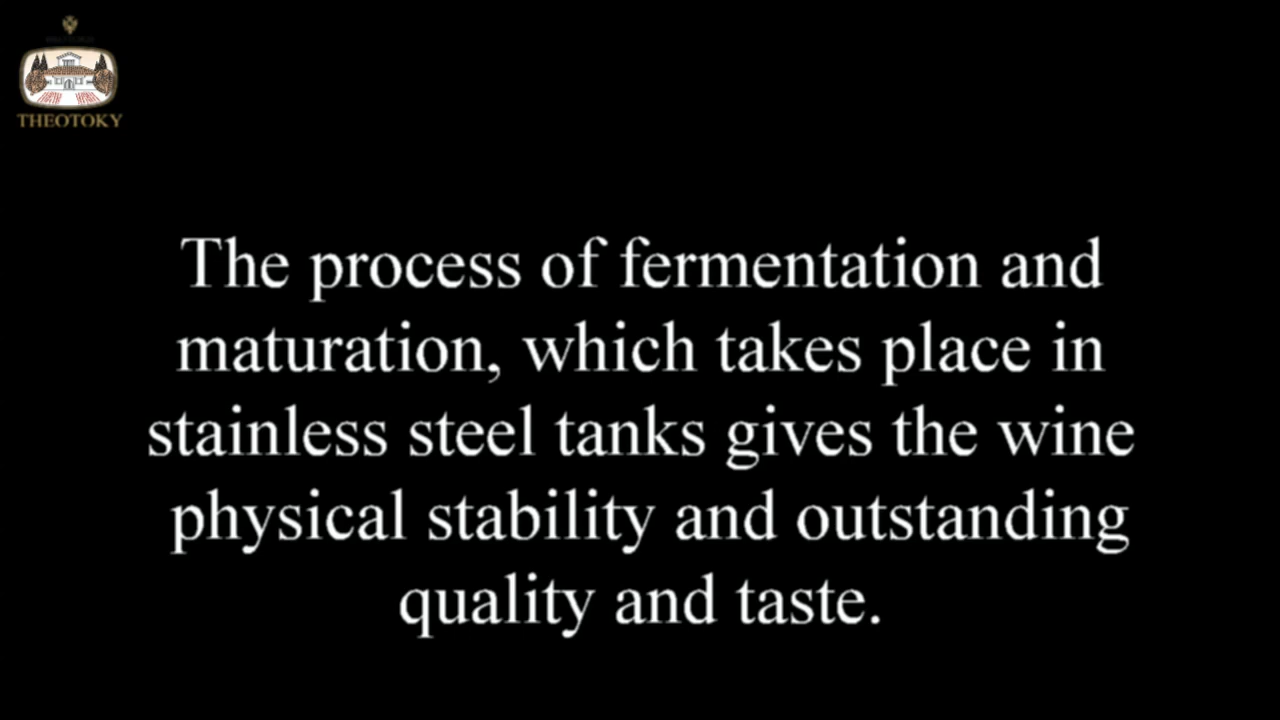 THEOTOKY
The process of fermentation and
maturation, which takes place in
stainless steel tanks gives the wine
physical stability and outstanding
quality and taste.